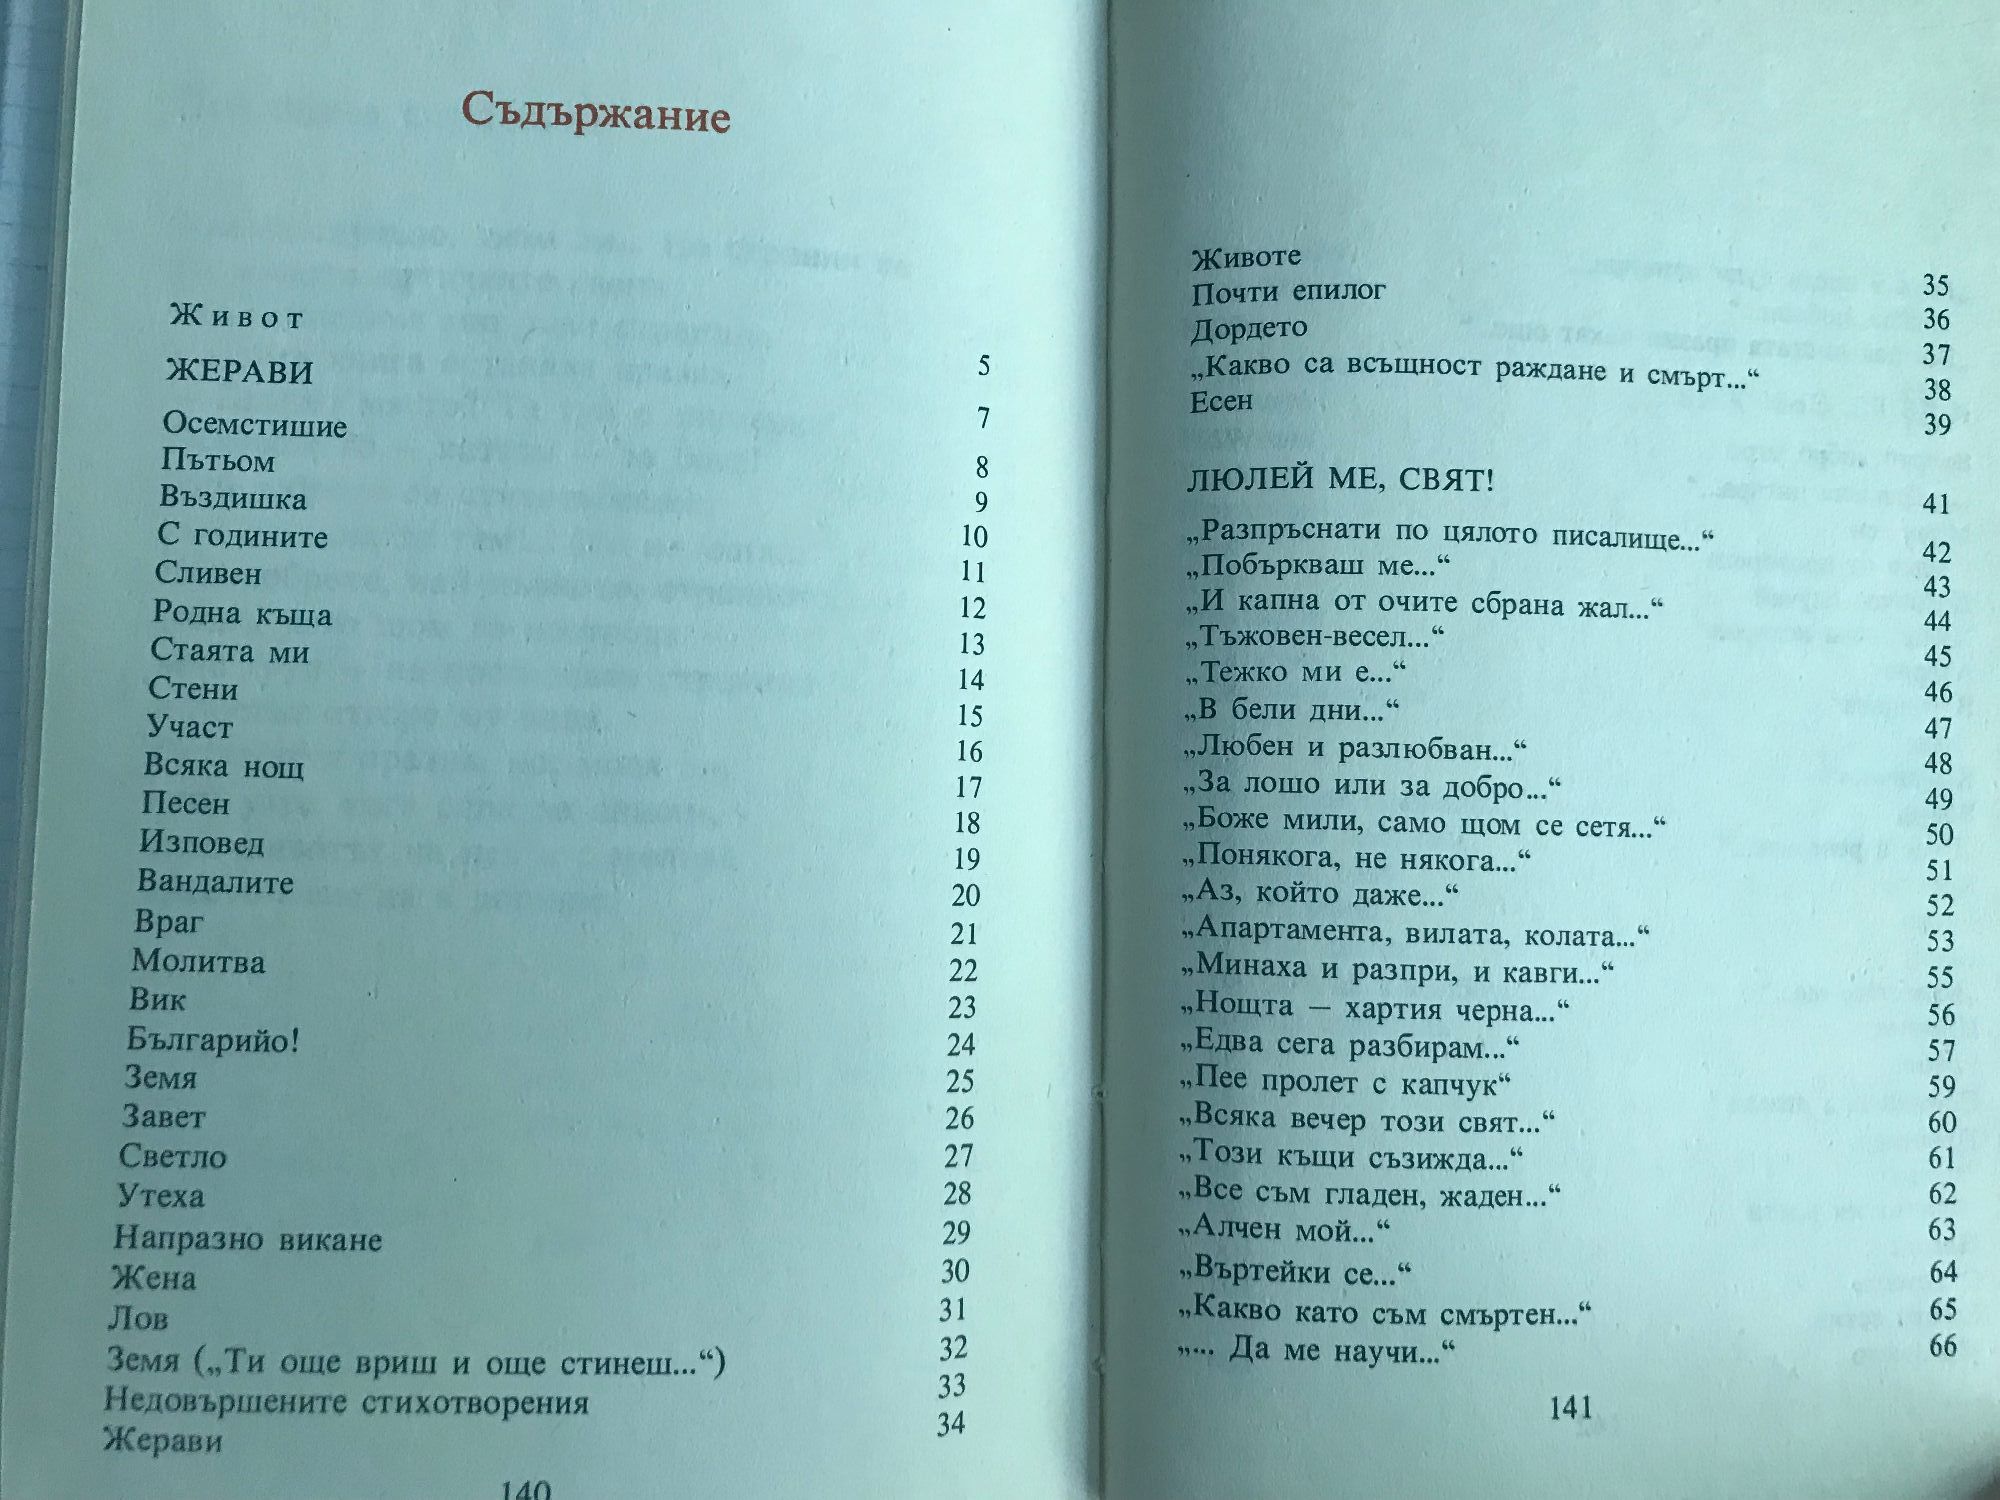 Съдържание
Живот 5
ЖЕРАВИ 7
Осемстишие 8
Пътьом 9
Въздишка 10
С годините 11
Сливен 12
Родна къща 13
Стаята ми 14
Стени 15
Участ 16
Всяка нощ 17
Песен 18
Изповед 19
Вандалите 20
Враг 21
Молитва 22
Вик 23
Българийо! 24
Земя 25
Завет 26
Светло 27
Утеха 28
Напразно викане 29
Жена 30
Лов 31
Земя („Ти още вриш и още стинеш...“) 32
Недовършените стихотворения 33
Жерави 34
140
Животе 35
Почти епилог 36
Дордето 37
„Какво са всъщност раждане и смърт...“ 38
Есен 39
ЛЮЛЕЙ МЕ, СВЯТ! 41
„Разпръснати по цялото писалище...“ 42
„Побъркваш ме...“ 43
„И капна от очите сбрана жал...“ 44
„Тъжовен-весел...“ 45
„Тежко ми е...“ 46
„В бели дни...“ 47
„Любен и разлюбван...“ 48
„За лошо или за добро...“ 49
„Боже мили, само щом се сетя...“ 50
„Понякога, не някога...“ 51
„Аз, който даже...“ 52
„Апартамента, вилата, колата...“ 53
„Минаха и разпри, и кавги...“ 55
„Нощта — хартия черна...“ 56
„Едва сега разбирам...“ 57
„Пее пролет с капчук“ 59
„Всяка вечер този свят...“ 60
„Този къщи съзижда...“ 61
„Все съм гладен, жаден...“ 62
„Алчен мой...“ 63
„Въртейки се...“ 64
„Какво като съм смъртен...“ 65
„... Да ме научи...“ 66
141